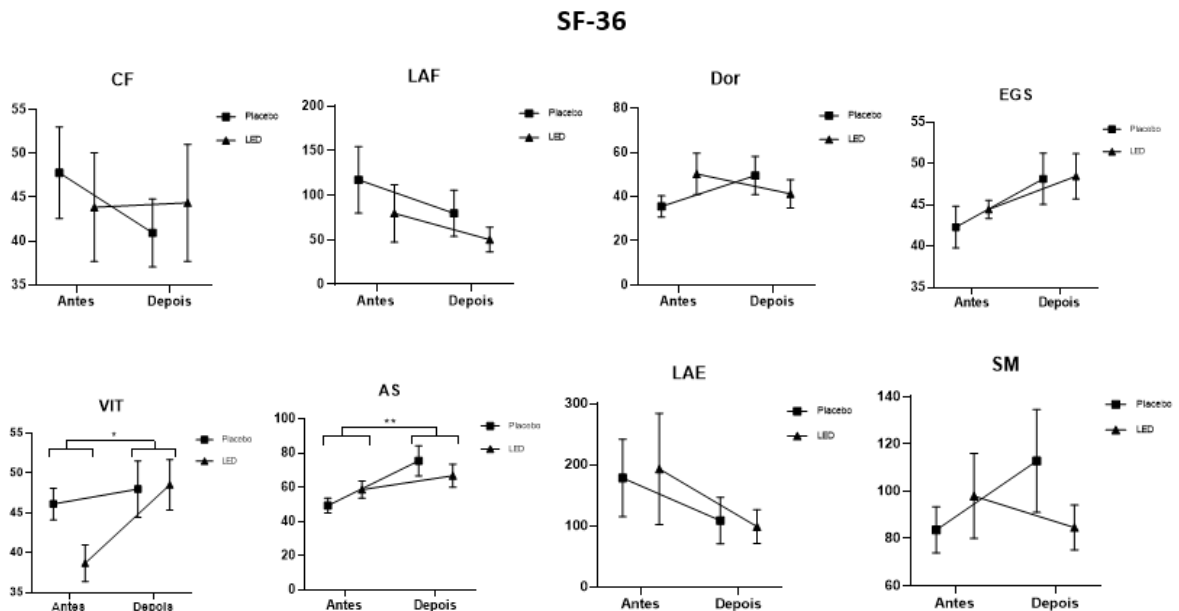 SF-36
CF
55
50
45
40
35
Antes Depois
Placebo
LED
LAF
200
150
100
50
0
Antes Depois
Placebo
LED
Dor
80
60
40
20
0
Antes Depois
Placebo
LED
EGS
55
50
45
40
35
Antes Depois
Placebo
LED
VIT
*
55
50
45
40
35
Antes Depois
Placebo
LED
AS
**
100
80
60
40
20
0
Antes Depois
Placebo
LED
LAE
300
200
100
0
Antes Depois
Placebo
LED
SM
140
120
100
80
60
Antes Depois
Placebo
LED